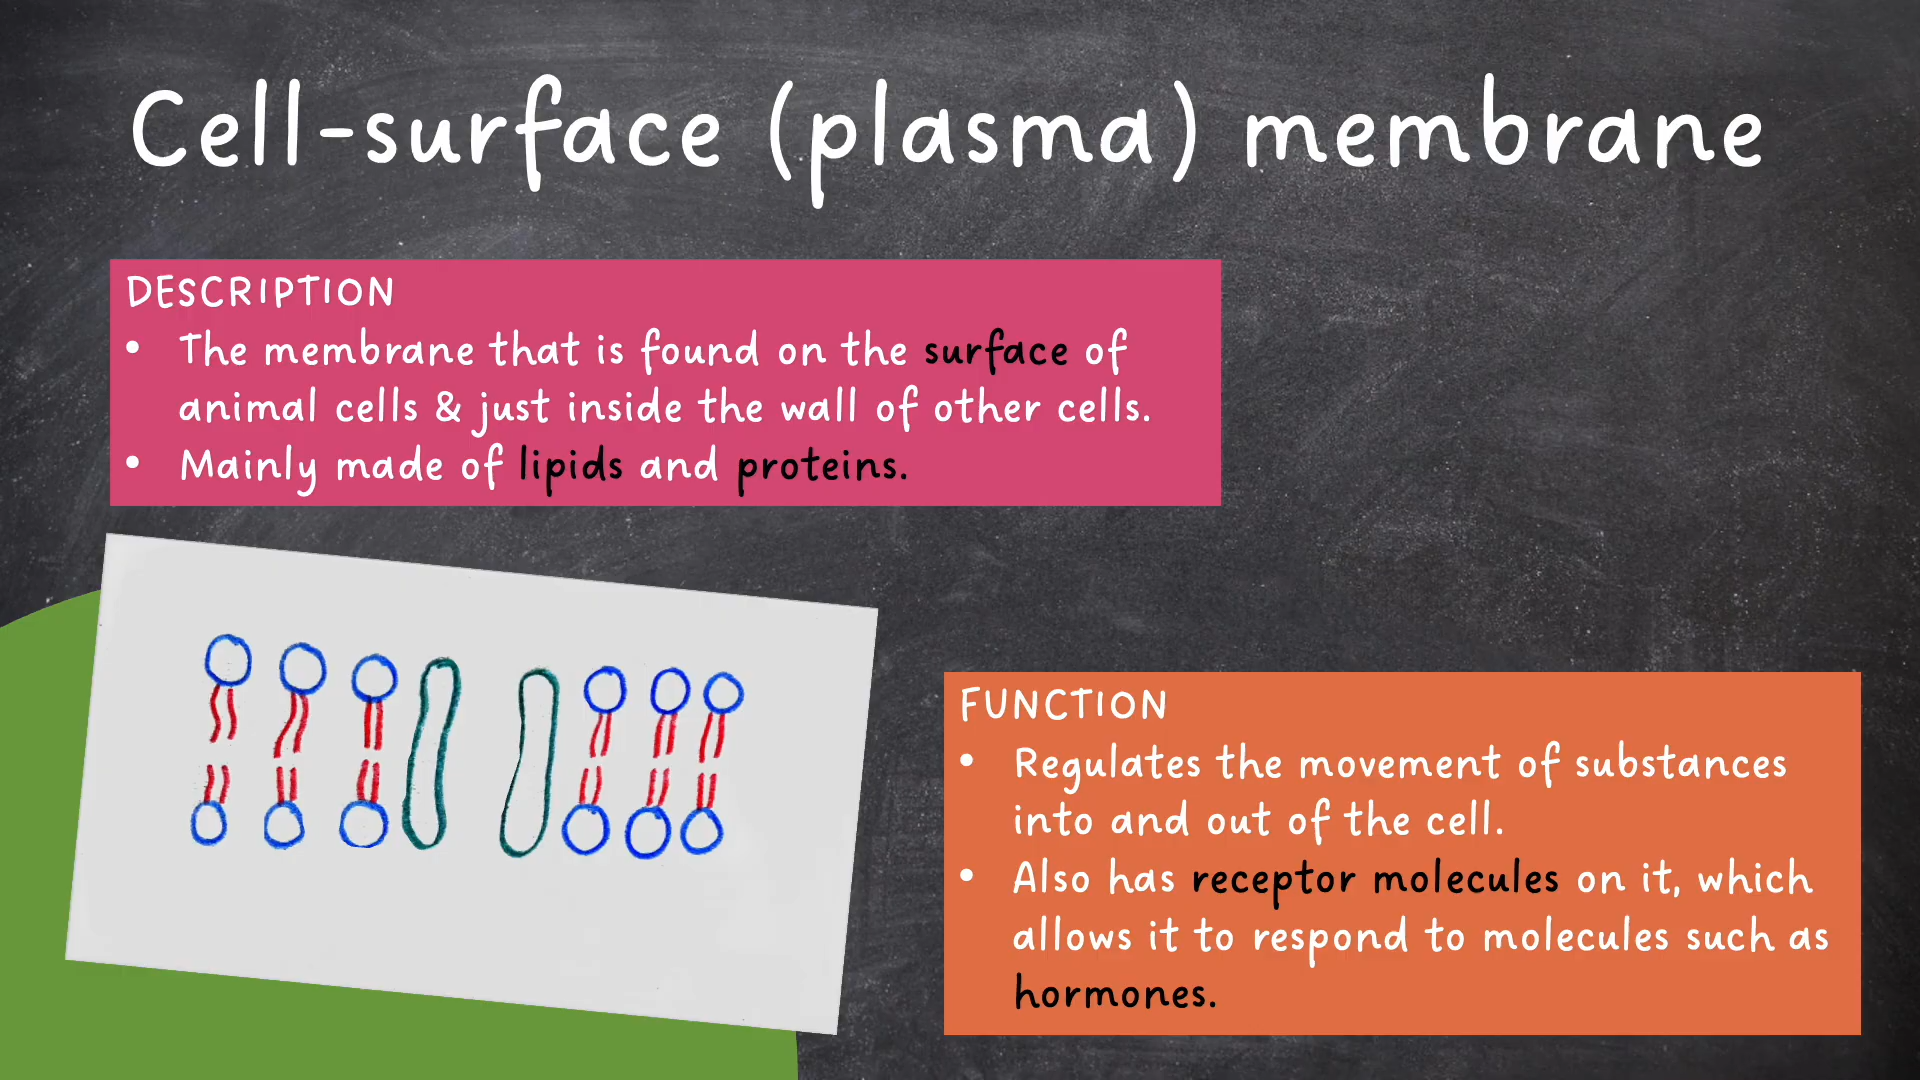 Cell-surface (plasma) membrane
DESCRIPTION
• The membrane that is found on the surface of
animal cells & just inside the wall of other cells.
• Mainly made of lipids and proteins.
FUNCTION
• Regulates the movement of substances
into and out of the cell.
• Also has receptor molecules on it, which
allows it to respond to molecules such as
hormones.